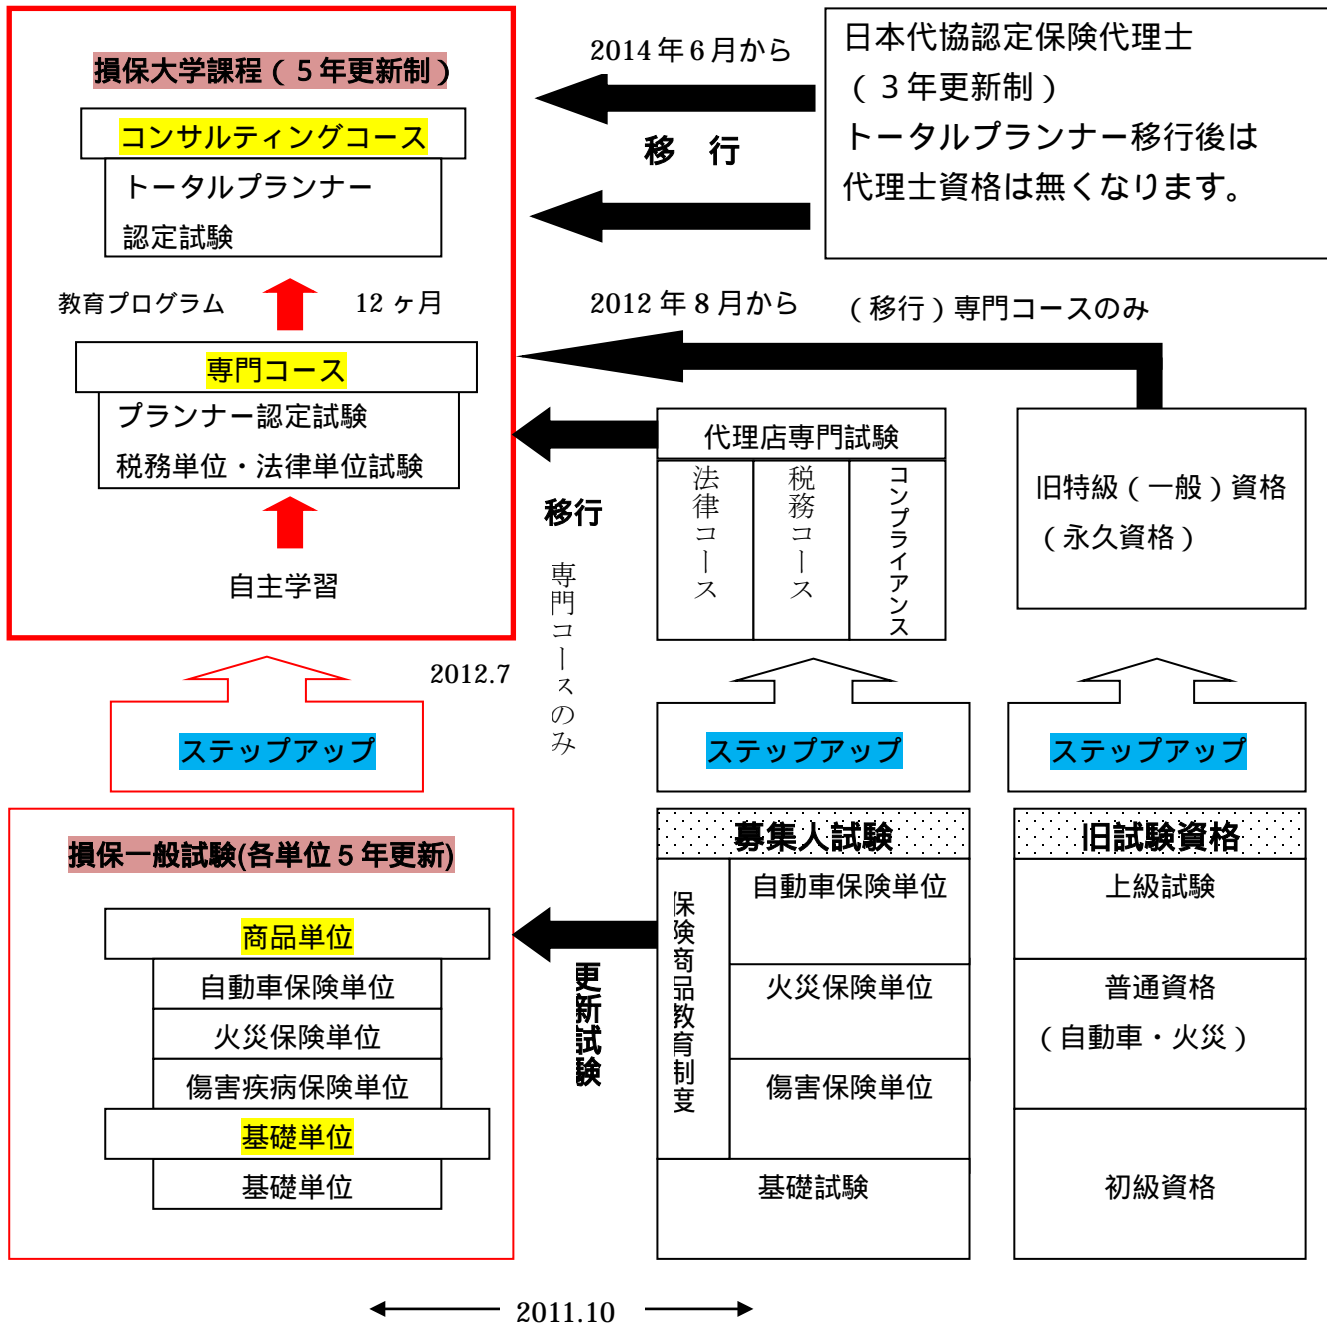 損保大学課程（５年更新制）
コンサルティングコース
トータルプランナー
認定試験
教育プログラム
12 ヶ月
専門コース
プランナー認定試験
税務単位・法律単位試験
自主学習
2014 年 6 月から
移　行
日本代協認定保険代理士
（３年更新制）
トータルプランナー移行後は
代理士資格は無くなります。
2012 年 8 月から
（移行）専門コースのみ
代理店専門試験
法律コース
税務コース
コンプライアンス
旧特級（一般）資格
（永久資格）
移行
専門コースのみ
2012.7
ステップアップ
ステップアップ
ステップアップ
損保一般試験(各単位５年更新)
商品単位
自動車保険単位
火災保険単位
傷害疾病保険単位
基礎単位
基礎単位
更新試験
募集人試験
保険商品教育制度
自動車保険単位
火災保険単位
傷害保険単位
基礎試験
旧試験資格
上級試験
普通資格
（自動車・火災）
初級資格
2011.10